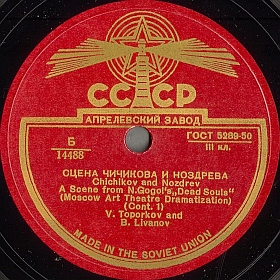 СССР
АПРЕЛЕВСКИЙ ЗАВОД
Б
14488
ГОСТ 5289-50
III кл.
СЦЕНА ЧИЧИКОВА И НОЗДРЕВА
Chichikov and Nozdrev
A Scene from N.Gogol's „Dead Souls"
(Moscow Art Theatre Dramatization)
(Cont. 1)
V. Toporkov and
B. Livanov
MADE IN THE SOVIET UNION